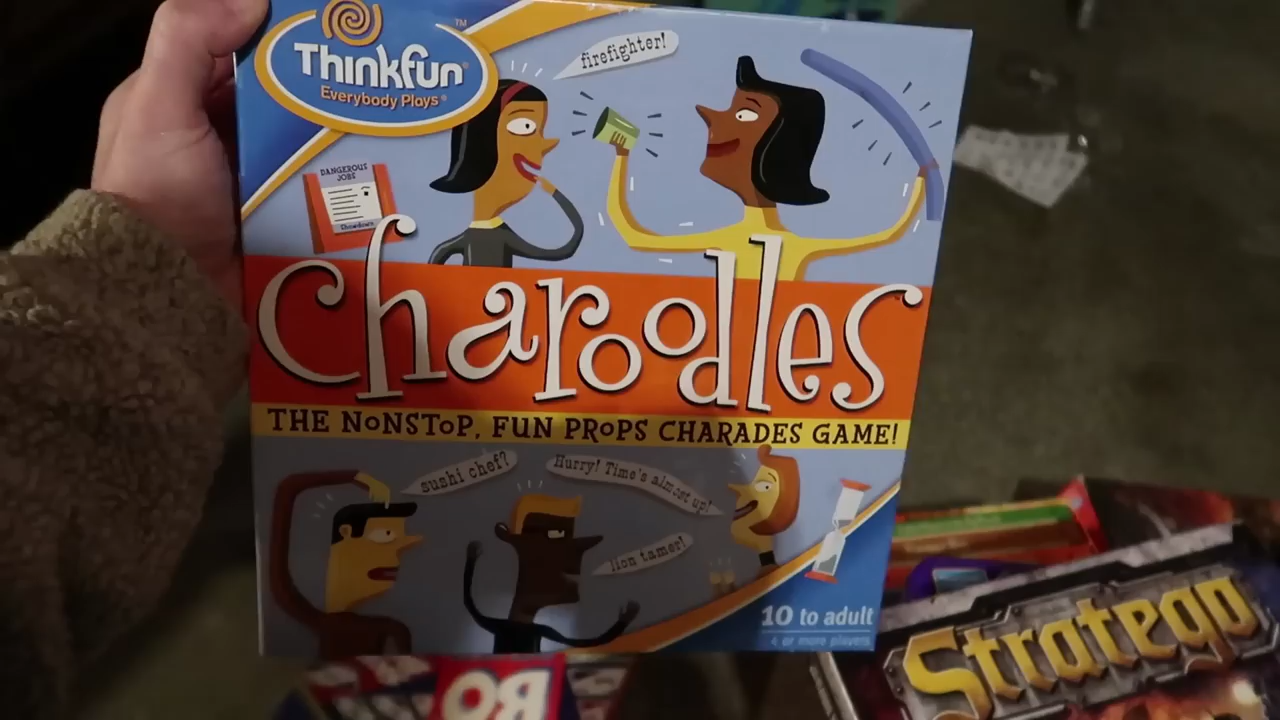 ThinkFun
Everybody Plays
firefighter!
DANGEROUS
JOBS
Showdown
charoodles
THE NONSTOP, FUN PROPS CHARADES GAME!
sushi chef?
Hurry! Time's almost up!
lion tamer!
10 to adult
4 or more players
Stratego